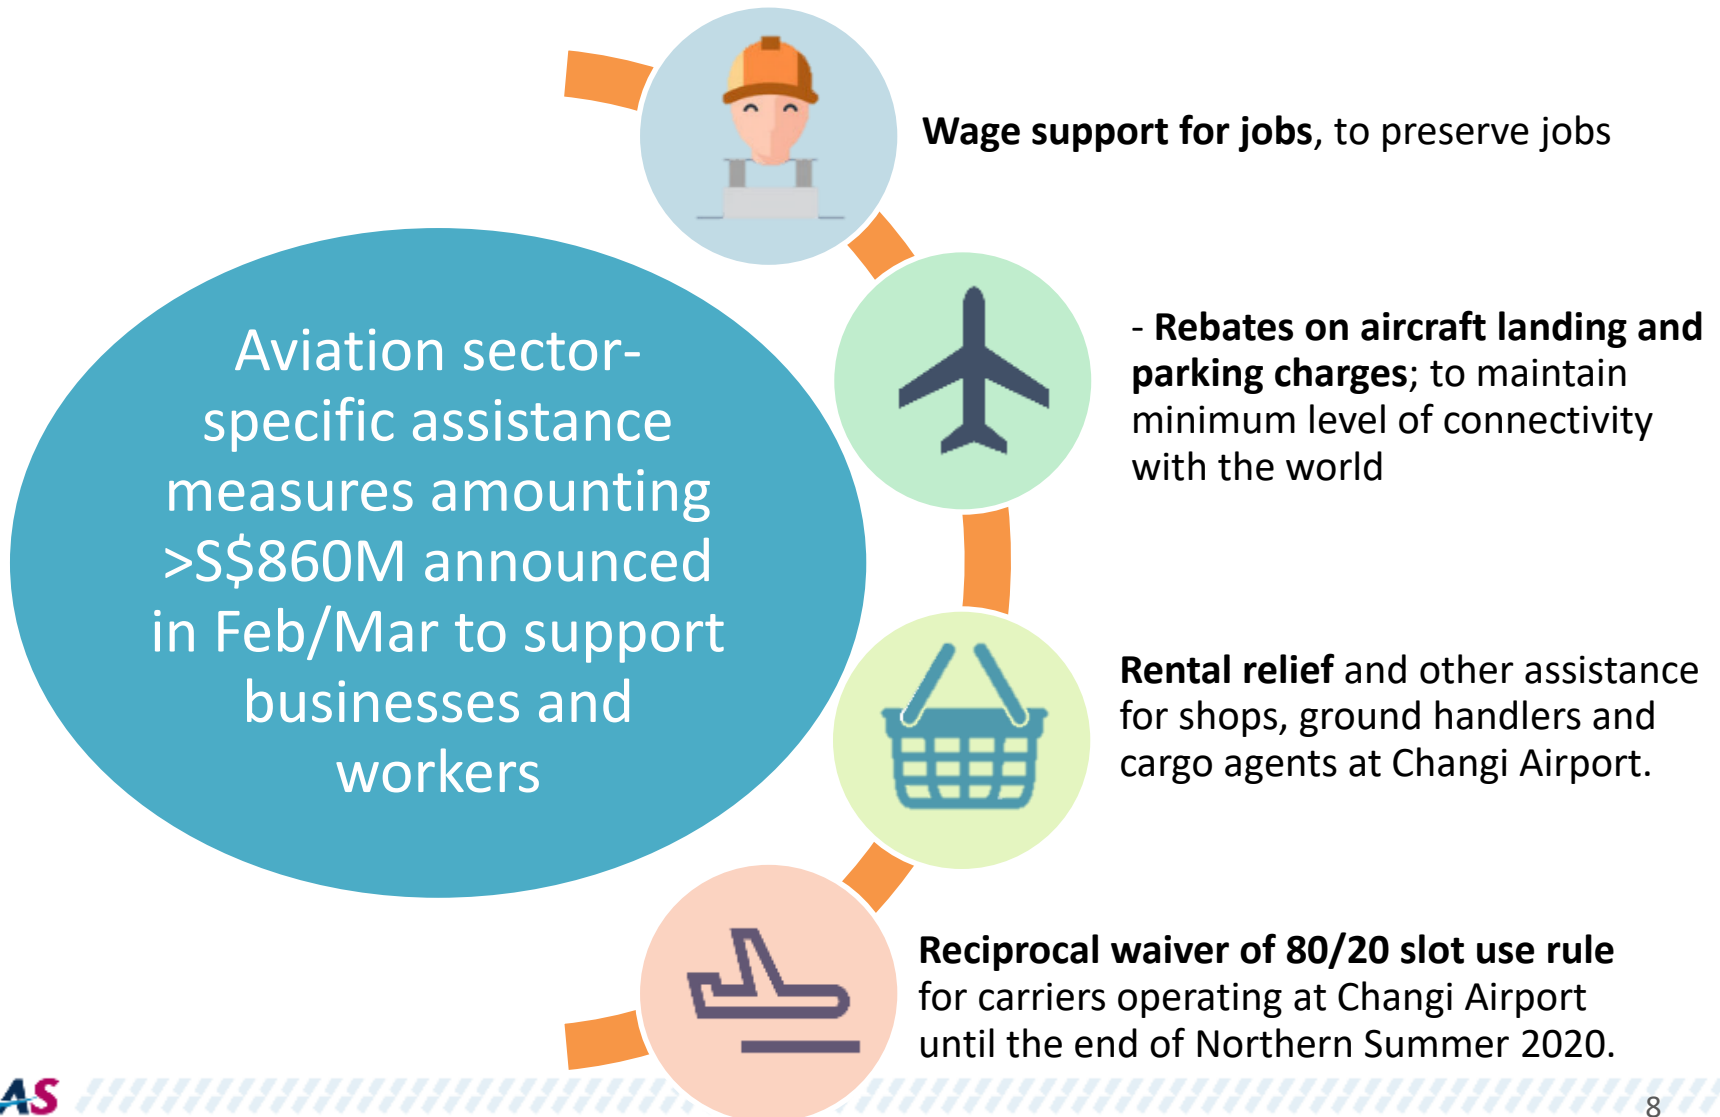 Wage support for jobs, to preserve jobs
Aviation sector-
specific assistance
measures amounting
>S$860M announced
in Feb/Mar to support
businesses and
workers
- Rebates on aircraft landing and
parking charges; to maintain
minimum level of connectivity
with the world
Rental relief and other assistance
for shops, ground handlers and
cargo agents at Changi Airport.
Reciprocal waiver of 80/20 slot use rule
for carriers operating at Changi Airport
until the end of Northern Summer 2020.
AS
8